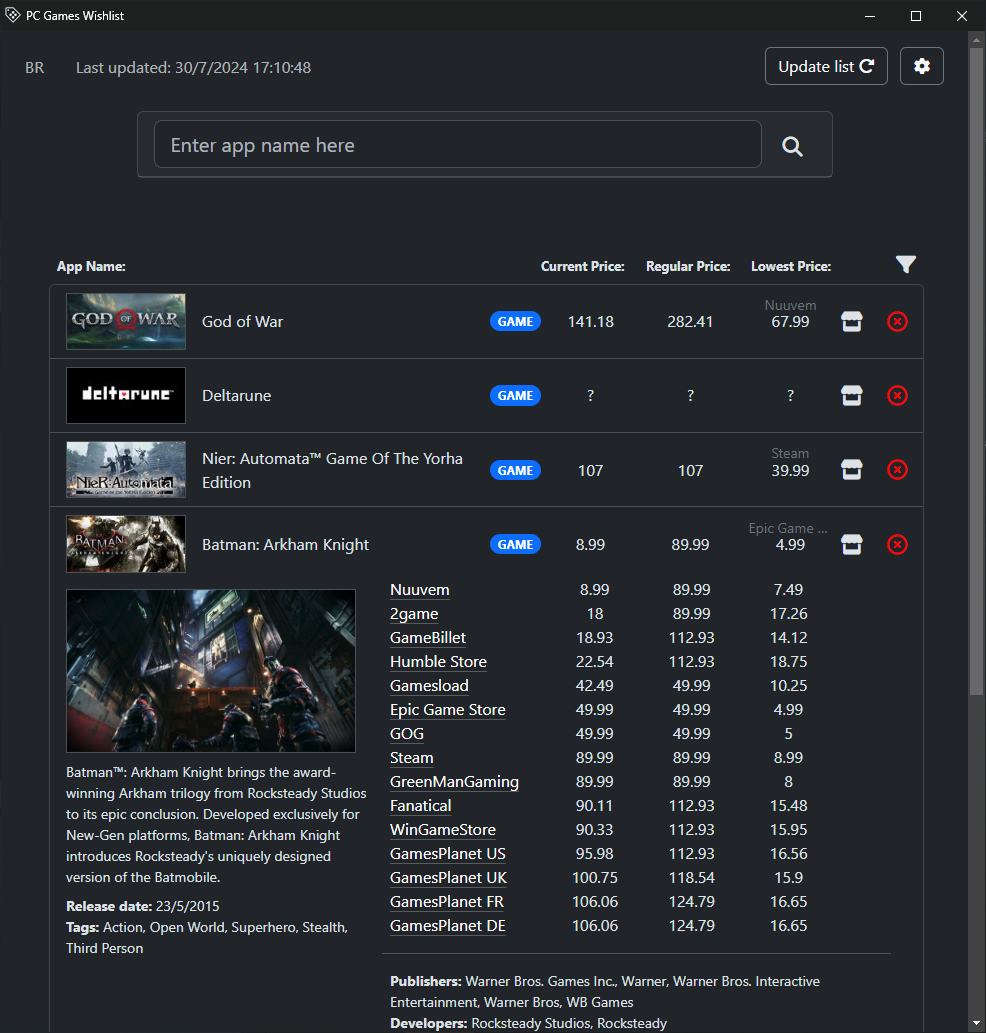 PC Games Wishlist
BR Last updated: 30/7/2024 17:10:48 Update list
Enter app name here
App Name: Current Price: Regular Price: Lowest Price:
GOD OF WAR God of War GAME 141.18 282.41 Nuuvem 67.99
deltarune Deltarune GAME ? ? ?
NieR:Automata Nier: Automata™ Game Of The Yorha
Edition GAME 107 107 Steam 39.99
BATMAN Batman: Arkham Knight GAME 8.99 89.99 Epic Game ... 4.99
Nuuvem 8.99 89.99 7.49
2game 18 89.99 17.26
GameBillet 18.93 112.93 14.12
Humble Store 22.54 112.93 18.75
Gamesload 42.49 49.99 10.25
Epic Game Store 49.99 49.99 4.99
GOG 49.99 49.99 5
Steam 89.99 89.99 8.99
GreenManGaming 89.99 89.99 8
Fanatical 90.11 112.93 15.48
WinGameStore 90.33 112.93 15.95
GamesPlanet US 95.98 112.93 16.56
GamesPlanet UK 100.75 118.54 15.9
GamesPlanet FR 106.06 124.79 16.65
GamesPlanet DE 106.06 124.79 16.65
Batman™: Arkham Knight brings the award-
winning Arkham trilogy from Rocksteady Studios
to its epic conclusion. Developed exclusively for
New-Gen platforms, Batman: Arkham Knight
introduces Rocksteady's uniquely designed
version of the Batmobile.
Release date: 23/5/2015
Tags: Action, Open World, Superhero, Stealth,
Third Person
Publishers: Warner Bros. Games Inc., Warner, Warner Bros. Interactive
Entertainment, Warner Bros, WB Games
Developers: Rocksteady Studios, Rocksteady